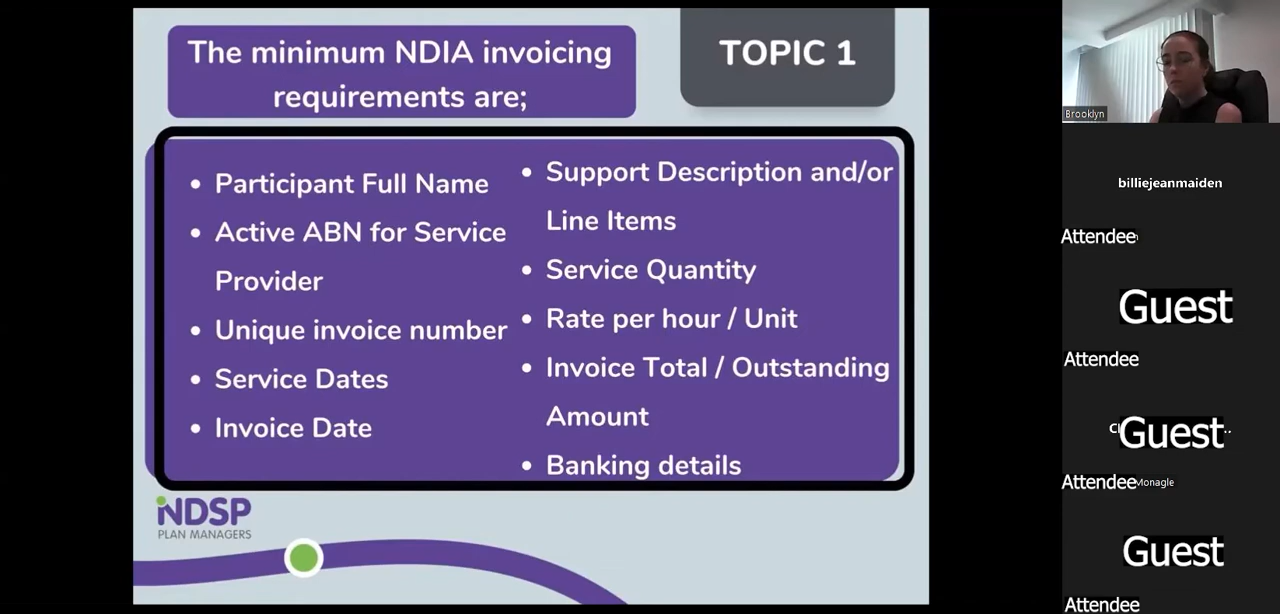 The minimum NDIA invoicing
requirements are;
TOPIC 1
• Participant Full Name
• Active ABN for Service
Provider
• Unique invoice number
• Service Dates
• Invoice Date
• Support Description and/or
Line Items
• Service Quantity
• Rate per hour / Unit
• Invoice Total / Outstanding
Amount
• Banking details
NDSP
PLAN MANAGERS
Brooklyn
billiejeanmaiden
Attendee
Guest
Attendee
Guest
Attendee Monagle
Guest
Attendee